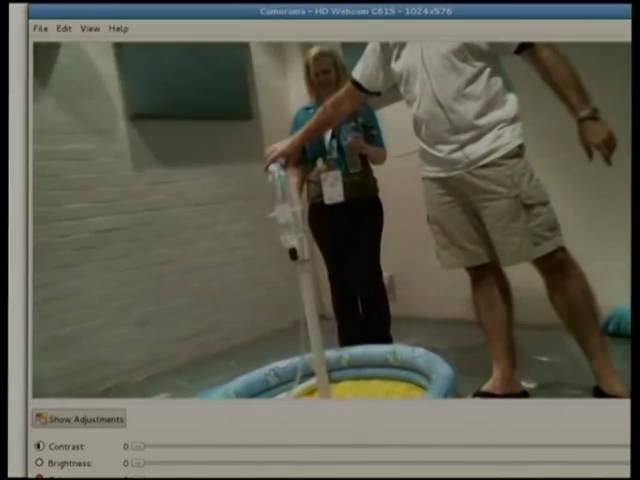 Camorama - HD Webcam C615 - 1024x576
File Edit View Help
Show Adjustments
Contrast: 0
Brightness: 0